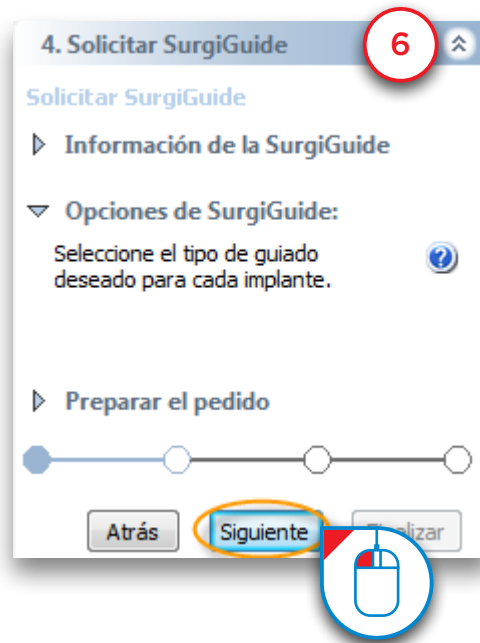 4. Solicitar SurgiGuide
6
Solicitar SurgiGuide
Información de la SurgiGuide
Opciones de SurgiGuide:
Seleccione el tipo de guiado
deseado para cada implante.
?
Preparar el pedido
Atrás Siguiente